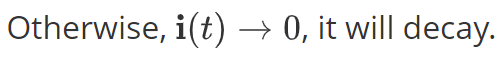 Otherwise, i(t) → 0, it will decay.